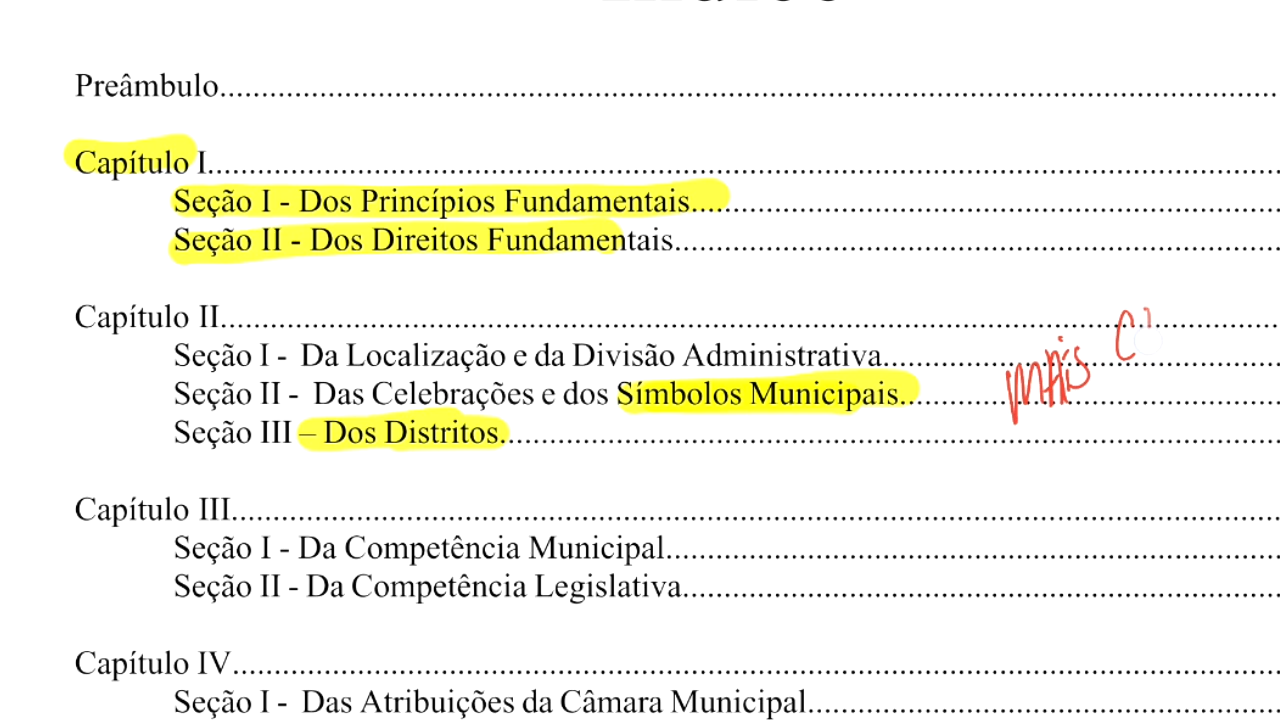 Preâmbulo
Capítulo I
Seção I - Dos Princípios Fundamentais
Seção II - Dos Direitos Fundamentais
Capítulo II
Seção I - Da Localização e da Divisão Administrativa
Seção II - Das Celebrações e dos Símbolos Municipais
MAiS
Seção III – Dos Distritos
Capítulo III
Seção I - Da Competência Municipal
Seção II - Da Competência Legislativa
Capítulo IV
Seção I - Das Atribuições da Câmara Municipal